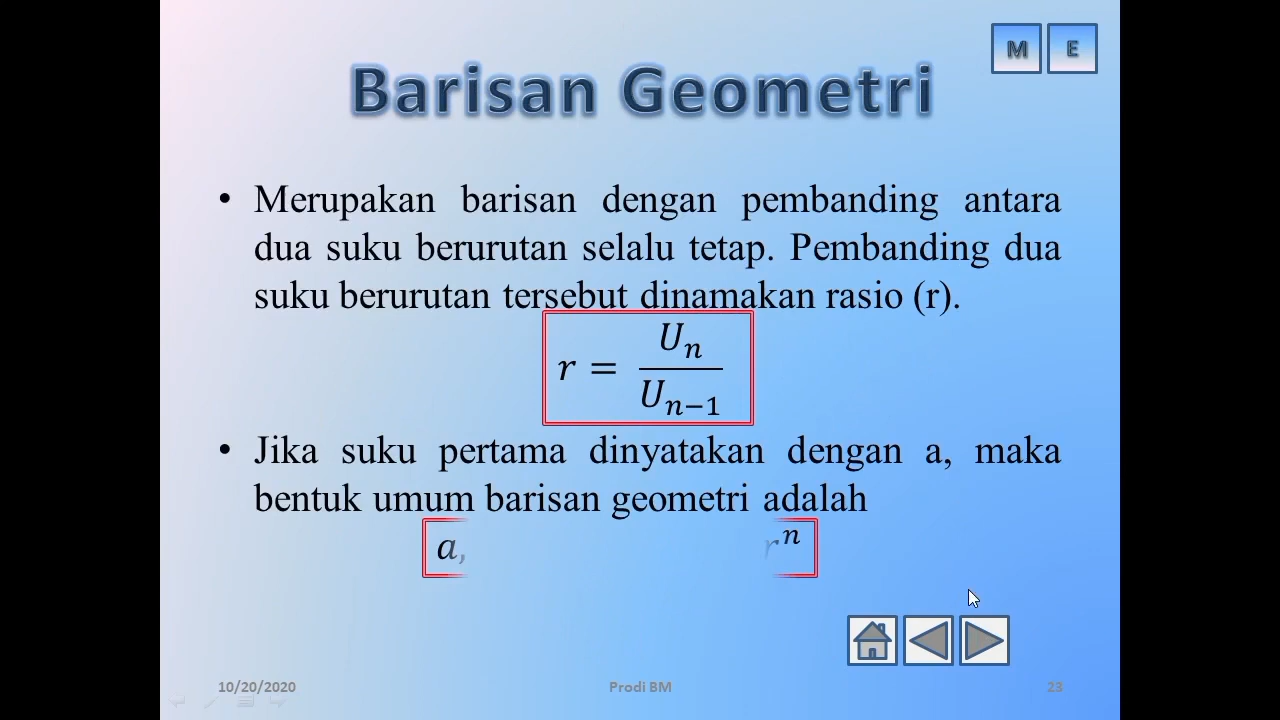 M E
Barisan Geometri
• Merupakan barisan dengan pembanding antara
dua suku berurutan selalu tetap. Pembanding dua
suku berurutan tersebut dinamakan rasio (r).
r = Uₙ / Uₙ₋₁
• Jika suku pertama dinyatakan dengan a, maka
bentuk umum barisan geometri adalah
a, rⁿ
10/20/2020 Prodi BM 23